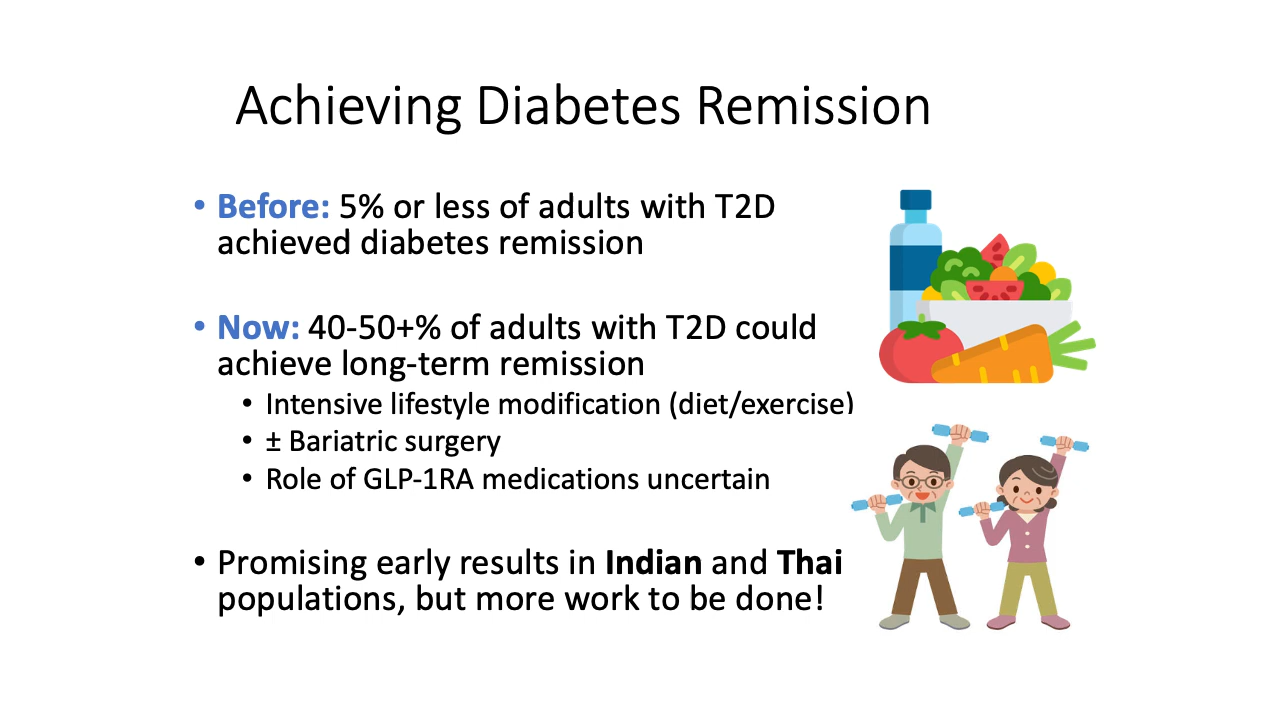 Achieving Diabetes Remission
• Before: 5% or less of adults with T2D
achieved diabetes remission
• Now: 40-50+% of adults with T2D could
achieve long-term remission
• Intensive lifestyle modification (diet/exercise)
• ± Bariatric surgery
• Role of GLP-1RA medications uncertain
• Promising early results in Indian and Thai
populations, but more work to be done!